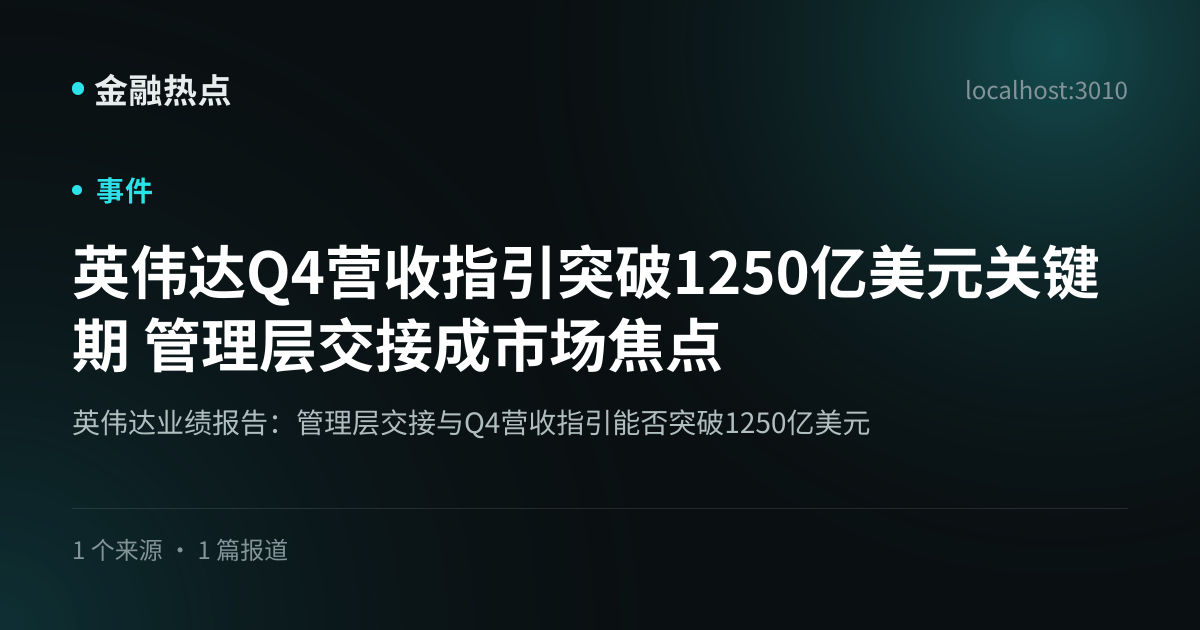 金融热点
localhost:3010
事件
英伟达Q4营收指引突破1250亿美元关键
期 管理层交接成市场焦点
英伟达业绩报告：管理层交接与Q4营收指引能否突破1250亿美元
1 个来源 · 1 篇报道